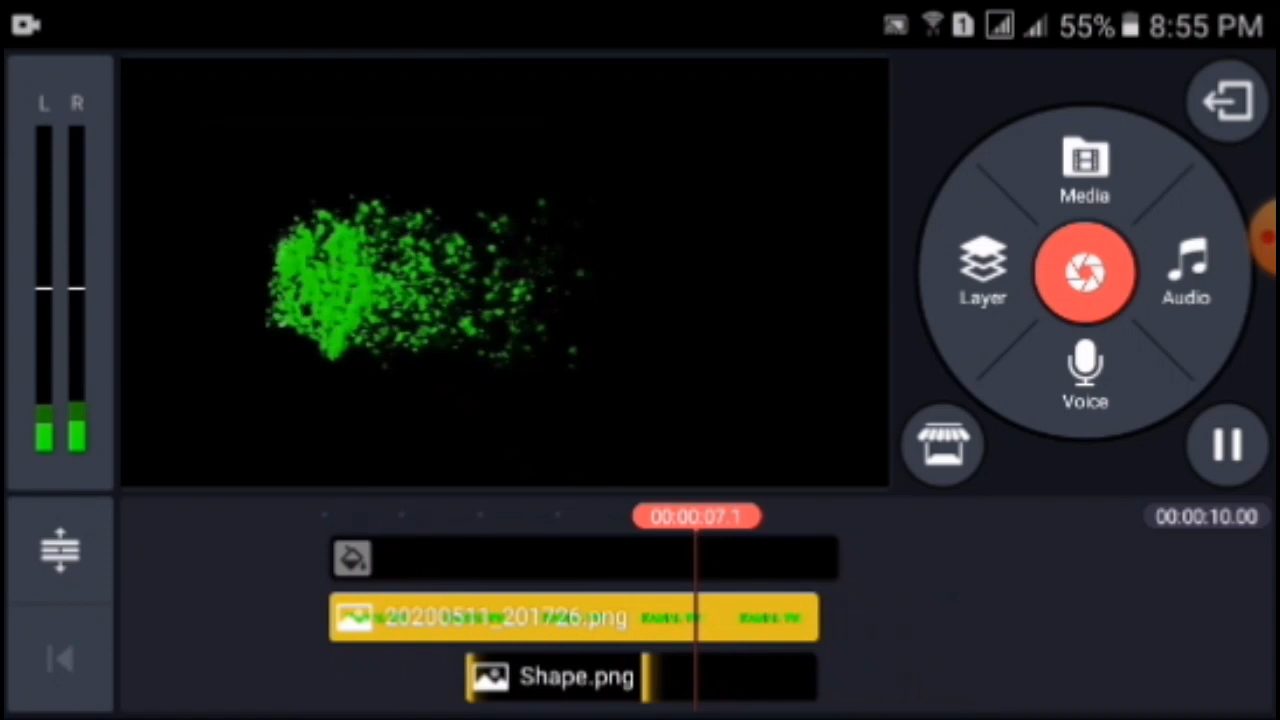 1 55% 8:55 PM
L R
Media
Layer
Audio
Voice
00:00:07.1
00:00:10.00
20200511_201726.png
Shape.png